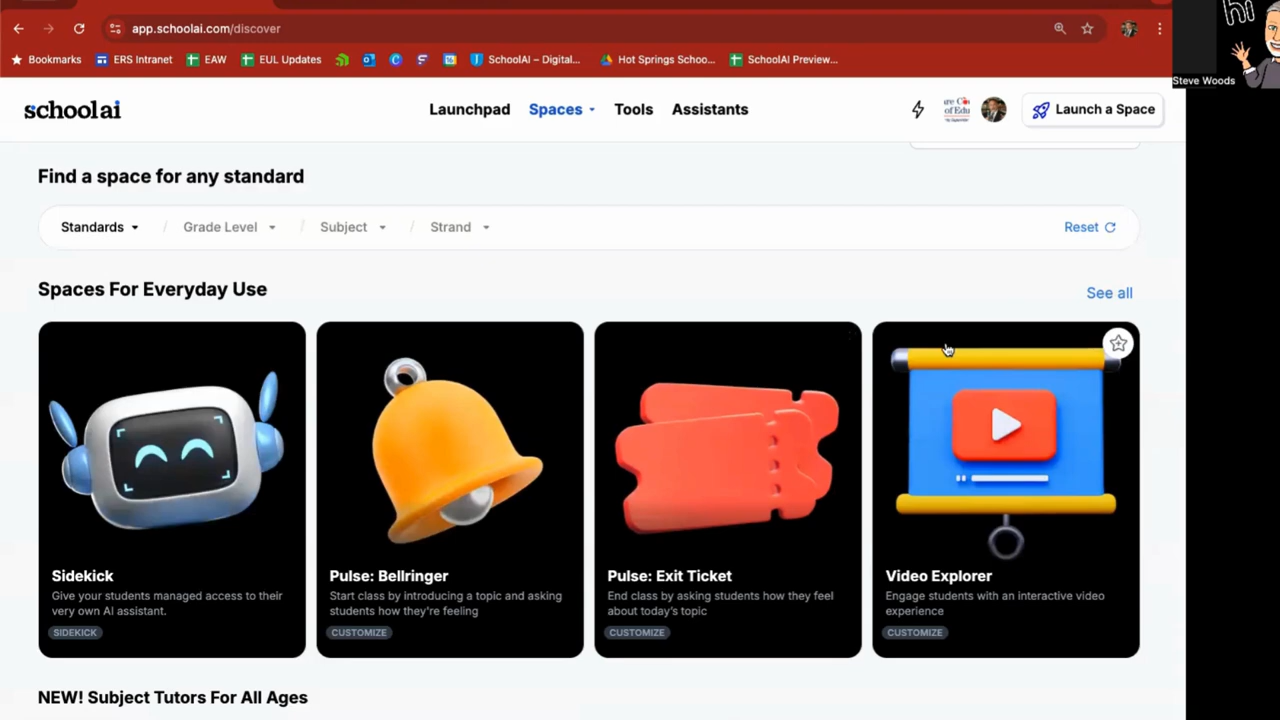 app.schoolai.com/discover
hi
Bookmarks
ERS Intranet
EAW
EUL Updates
SchoolAI – Digital...
Hot Springs Schoo...
SchoolAI Preview...
Steve Woods
school ai
Launchpad
Spaces
Tools
Assistants
Launch a Space
Find a space for any standard
Standards / Grade Level / Subject / Strand
Reset
Spaces For Everyday Use
See all
Sidekick
Give your students managed access to their
very own AI assistant.
SIDEKICK
Pulse: Bellringer
Start class by introducing a topic and asking
students how they're feeling
CUSTOMIZE
Pulse: Exit Ticket
End class by asking students how they feel
about today's topic
CUSTOMIZE
Video Explorer
Engage students with an interactive video
experience
CUSTOMIZE
NEW! Subject Tutors For All Ages